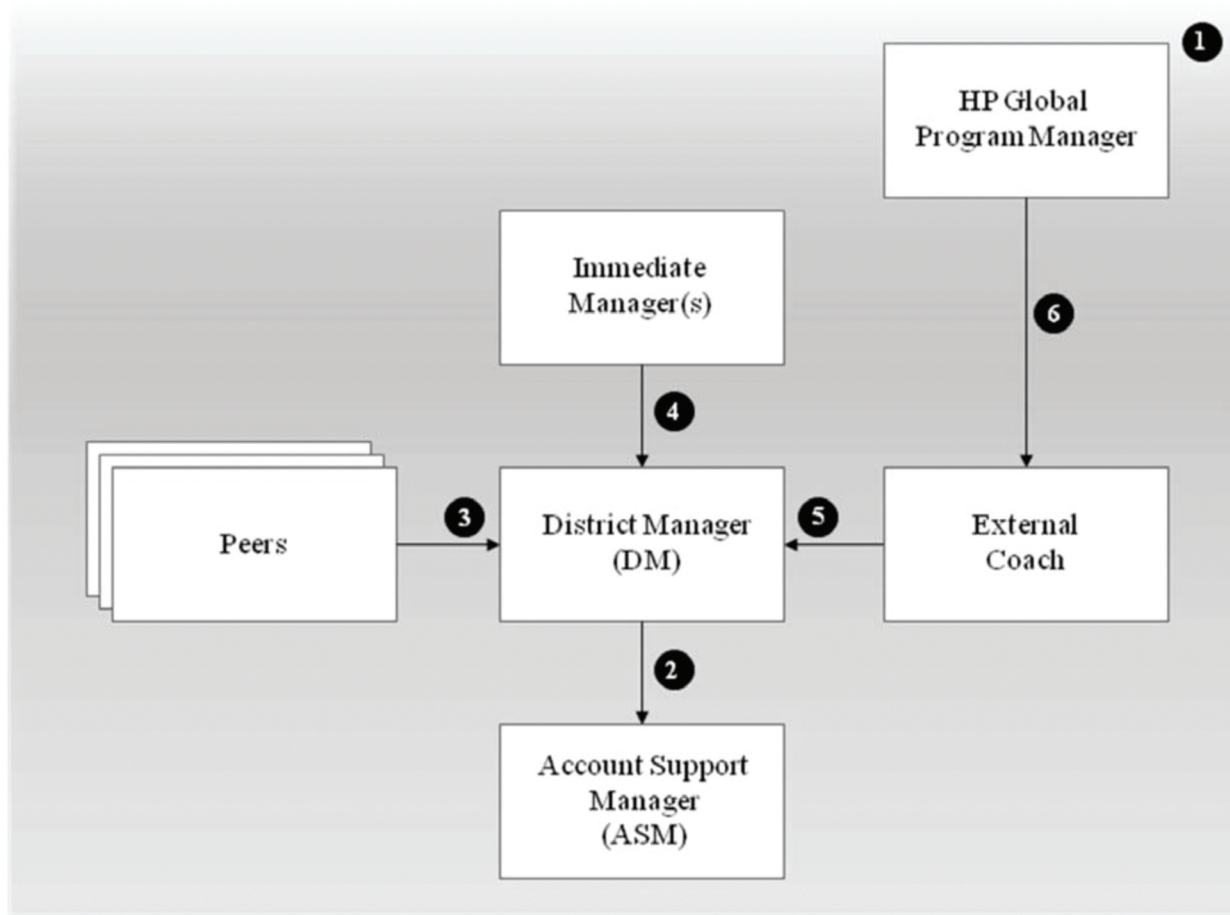 1
HP Global
Program Manager
Immediate
Manager(s)
6
4
Peers
3
District Manager
(DM)
5
External
Coach
2
Account Support
Manager
(ASM)